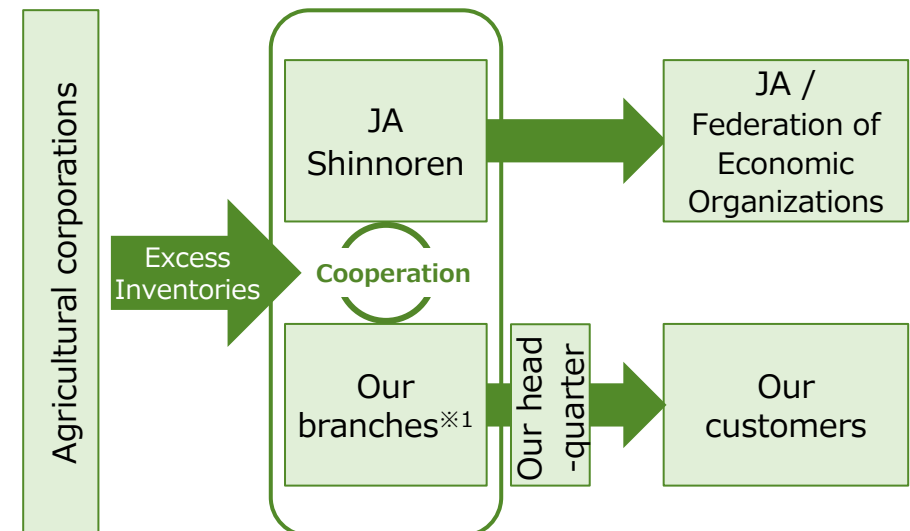 Agricultural corporations
Excess
Inventories
JA
Shinnoren
Cooperation
Our
branches※1
Our head
-quarter
JA /
Federation of
Economic
Organizations
Our
customers